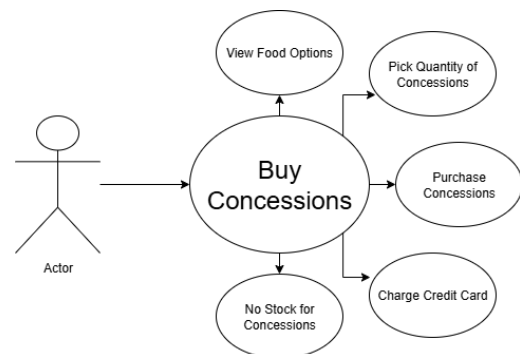 View Food Options
Pick Quantity of
Concessions
Buy
Concessions
Purchase
Concessions
Actor
Charge Credit Card
No Stock for
Concessions